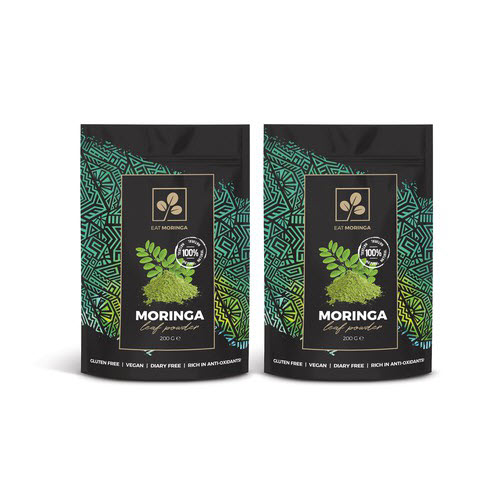 EAT MORINGA
100%
MORINGA
leaf powder
200 G e
GLUTEN FREE | VEGAN | DIARY FREE | RICH IN ANTI-OXIDANTS!
EAT MORINGA
100%
MORINGA
leaf powder
200 G e
GLUTEN FREE | VEGAN | DIARY FREE | RICH IN ANTI-OXIDANTS!